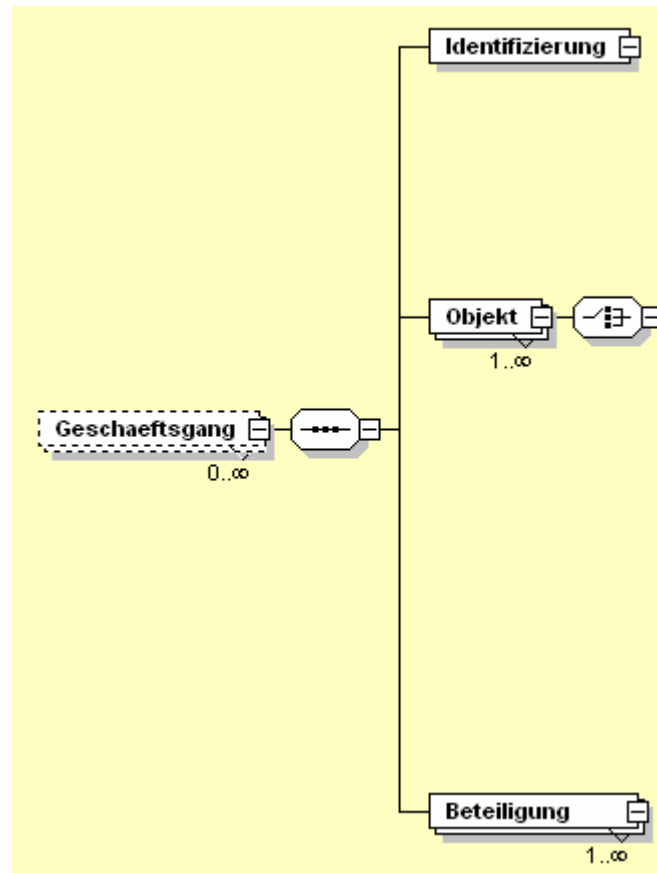 Identifizierung
Objekt
1..∞
Geschaeftsgang
0..∞
Beteiligung
1..∞